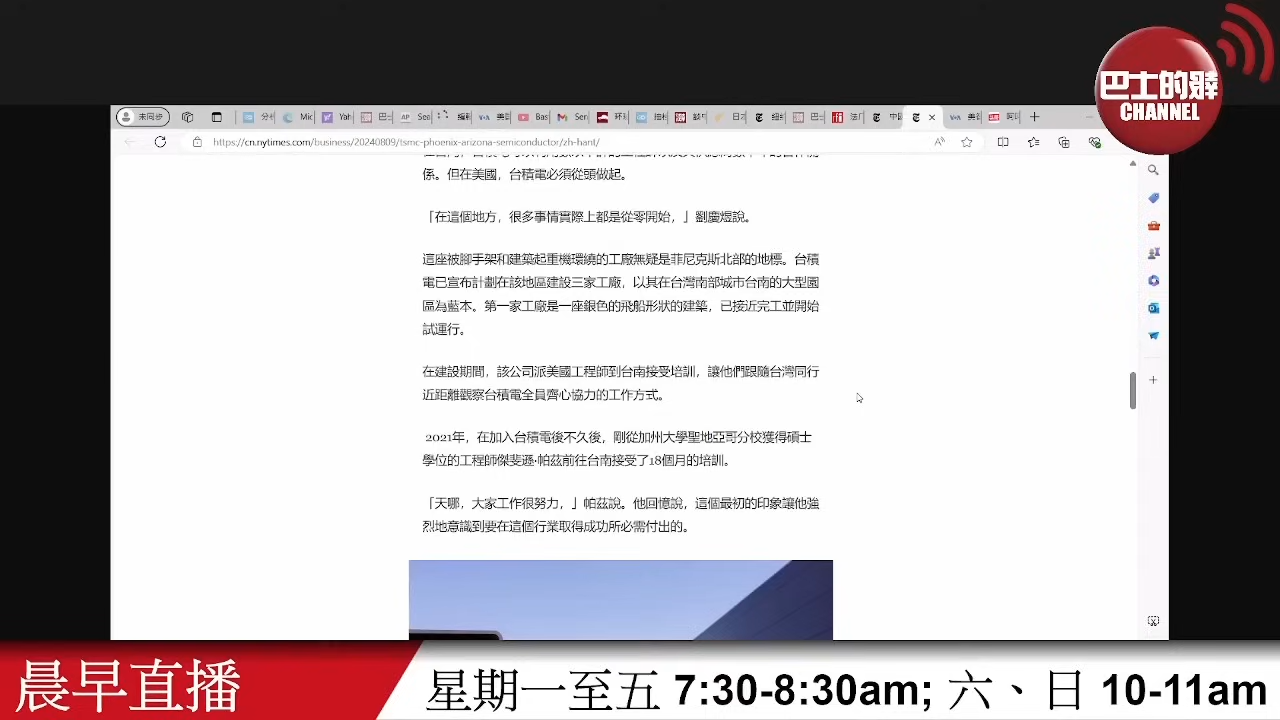 巴士的報
CHANNEL
未同步
https://cn.nytimes.com/business/20240809/tsmc-phoenix-arizona-semiconductor/zh-hant/
係。但在美國，台積電必須從頭做起。
「在這個地方，很多事情實際上都是從零開始，」劉慶煜說。
這座被腳手架和建築起重機環繞的工廠無疑是菲尼克斯北部的地標。台積
電已宣布計劃在該地區建設三家工廠，以其在台灣南部城市台南的大型園
區為藍本。第一家工廠是一座銀色的飛船形狀的建築，已接近完工並開始
試運行。
在建設期間，該公司派美國工程師到台南接受培訓，讓他們跟隨台灣同行
近距離觀察台積電全員齊心協力的工作方式。
2021年，在加入台積電後不久後，剛從加州大學聖地亞哥分校獲得碩士
學位的工程師傑斐遜·帕茲前往台南接受了18個月的培訓。
「天哪，大家工作很努力，」帕茲說。他回憶說，這個最初的印象讓他強
烈地意識到要在這個行業取得成功所必需付出的。
晨早直播
星期一至五 7:30-8:30am; 六、日 10-11am